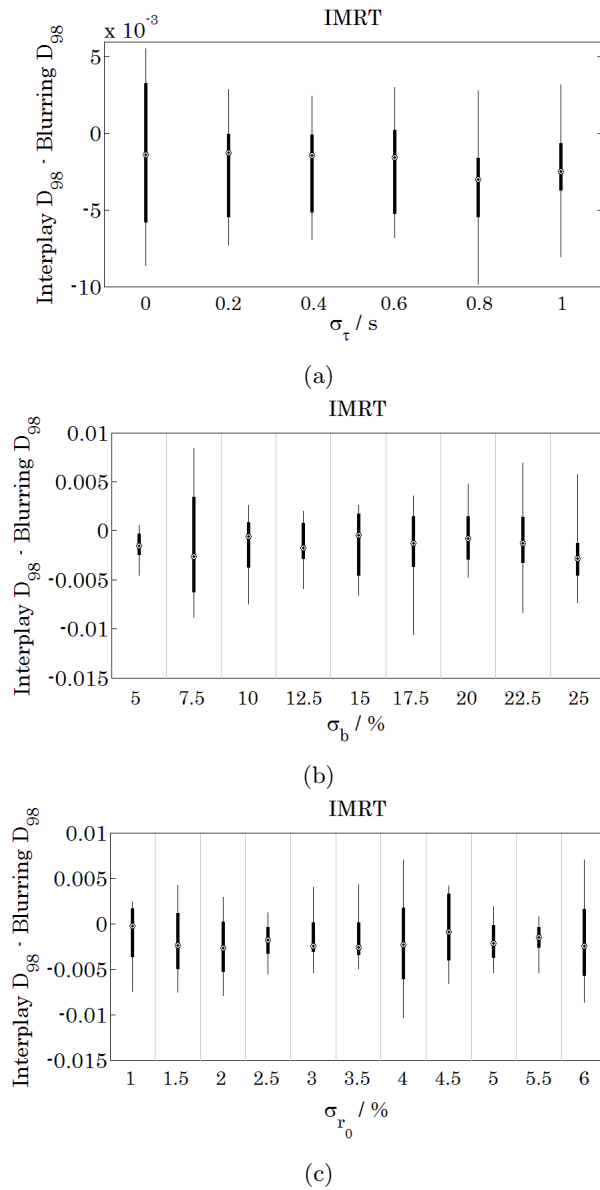 IMRT
x 10⁻³
Interplay D₉₈ - Blurring D₉₈
5
0
-5
-10
0 0.2 0.4 0.6 0.8 1
σ_τ / s
(a)
IMRT
Interplay D₉₈ - Blurring D₉₈
0.01
0.005
0
-0.005
-0.01
-0.015
5 7.5 10 12.5 15 17.5 20 22.5 25
σ_b / %
(b)
IMRT
Interplay D₉₈ - Blurring D₉₈
0.01
0.005
0
-0.005
-0.01
-0.015
1 1.5 2 2.5 3 3.5 4 4.5 5 5.5 6
σ_r₀ / %
(c)